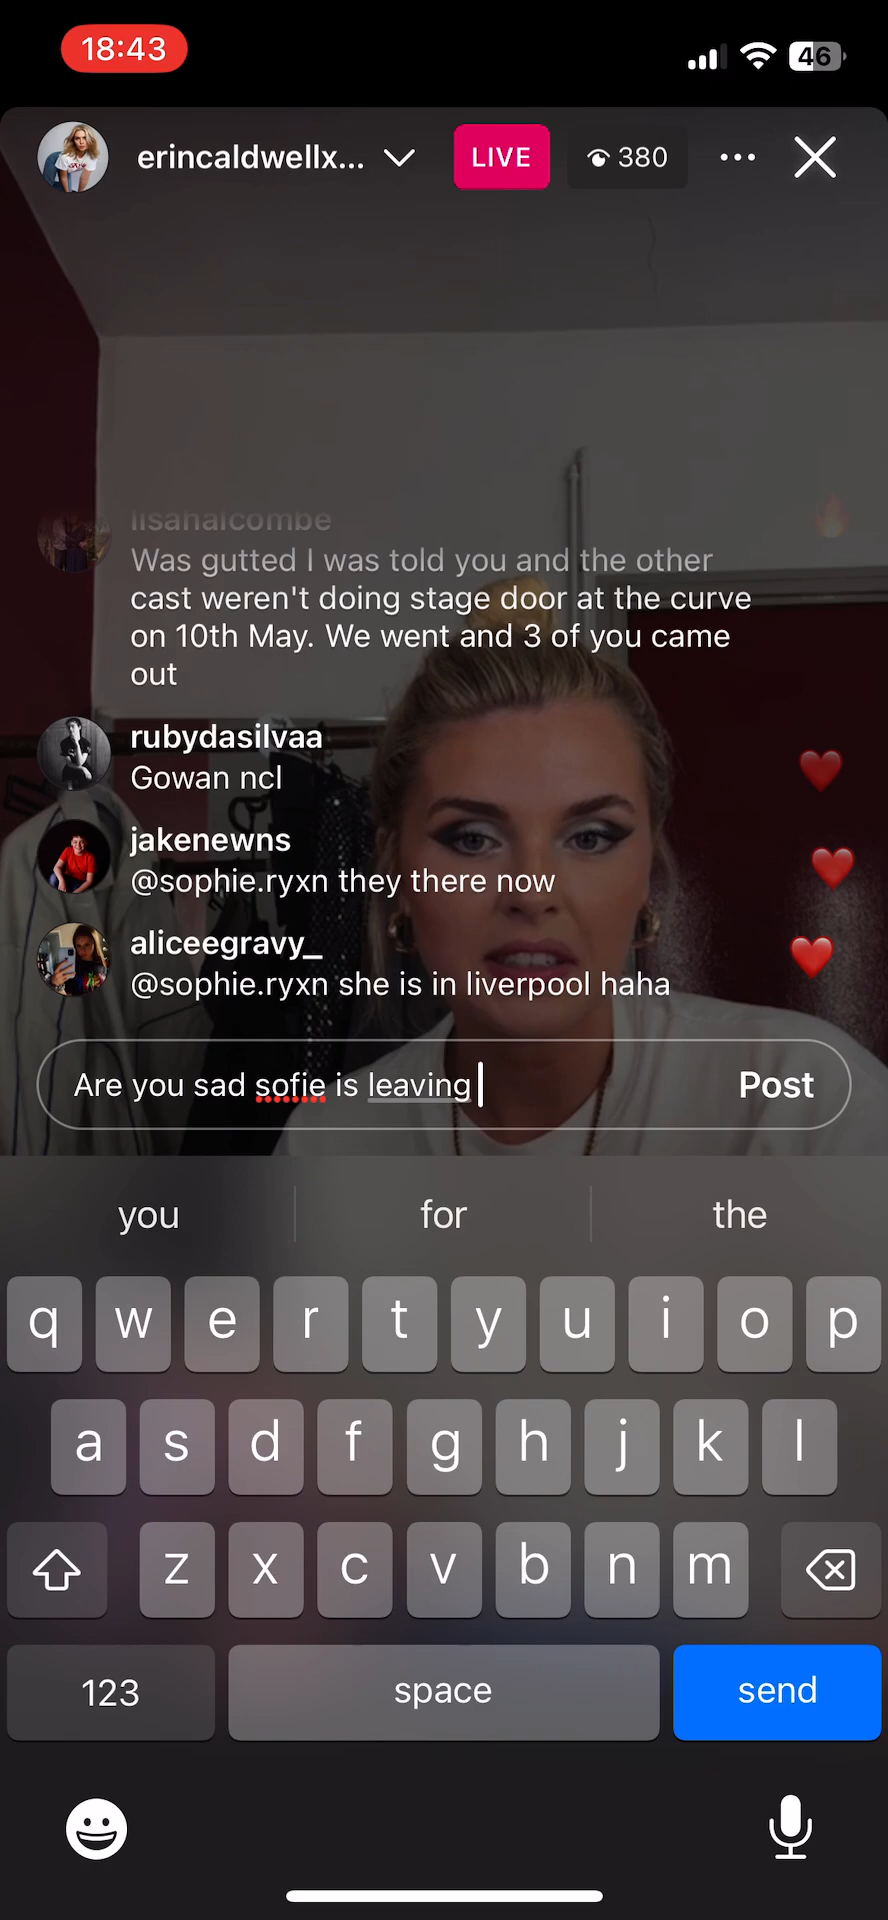 18:43
46
erincaldwellx...
LIVE
380
lisahalcombe
Was gutted I was told you and the other
cast weren't doing stage door at the curve
on 10th May. We went and 3 of you came
out
rubydasilvaa
Gowan ncl
jakenewns
@sophie.ryxn they there now
aliceegravy_
@sophie.ryxn she is in liverpool haha
Are you sad sofie is leaving
Post
you for the
q w e r t y u i o p
a s d f g h j k l
z x c v b n m
123 space send